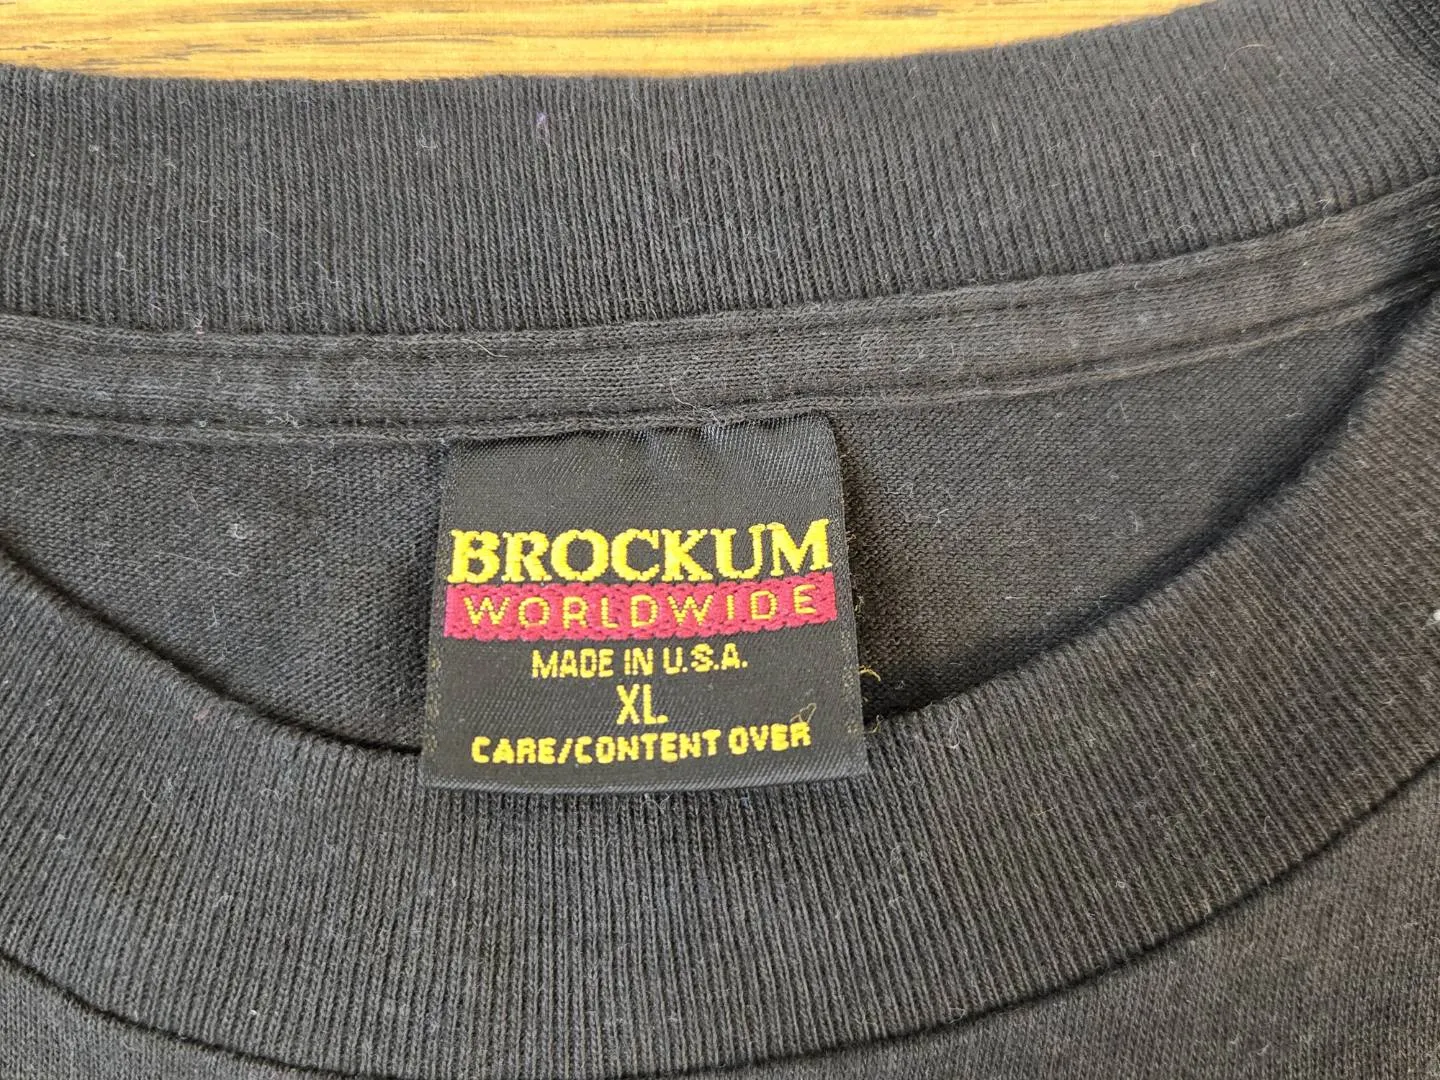 BROCKUM
WORLDWIDE
MADE IN U.S.A.
XL
CARE/CONTENT OVER